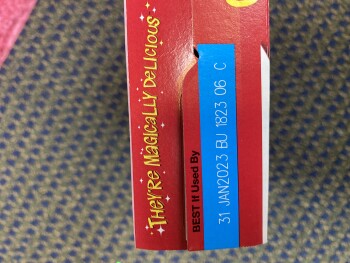 THEY'RE MAGICALLY DELICIOUS
BEST If Used By
31 JAN2023 BU 1823 06 C